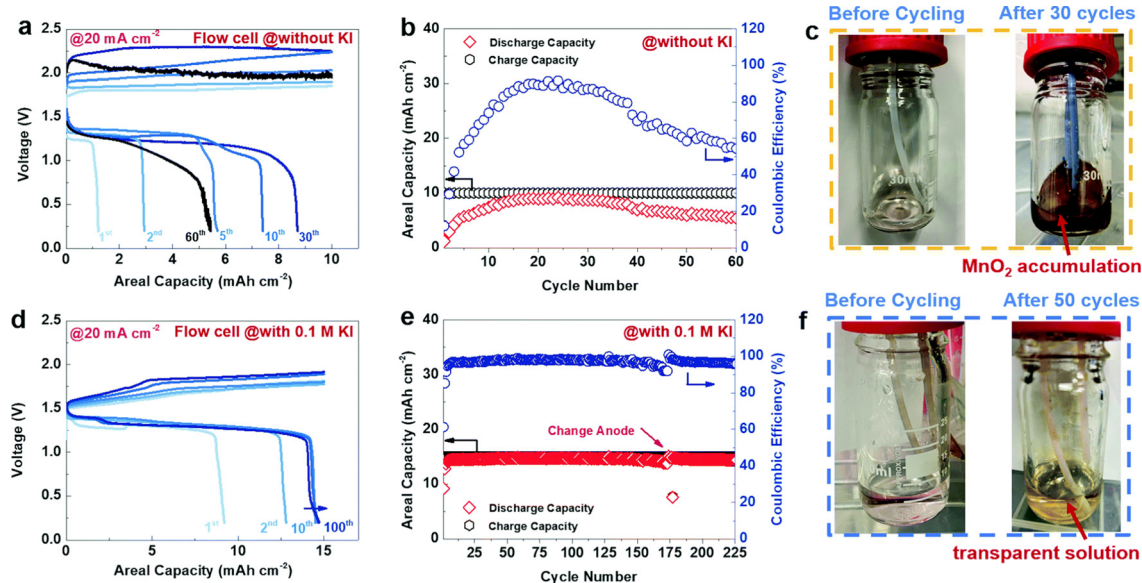 a
@20 mA cm⁻²
Flow cell @without KI
Voltage (V)
2.5
2.0
1.5
1.0
0.5
0.0
1st
2nd
60th
5th
10th
30th
0
2
4
6
8
10
Areal Capacity (mAh cm⁻²)
b
@without KI
Discharge Capacity
Charge Capacity
Areal Capacity (mAh cm⁻²)
40
30
20
10
0
Coulombic Efficiency (%)
120
100
80
60
40
20
0
10
20
30
40
50
60
Cycle Number
c
Before Cycling
After 30 cycles
30ml
30ml
MnO₂ accumulation
d
@20 mA cm⁻²
Flow cell @with 0.1 M KI
Voltage (V)
2.5
2.0
1.5
1.0
0.5
0.0
1st
2nd
10th
100th
0
5
10
15
Areal Capacity (mAh cm⁻²)
e
@with 0.1 M KI
Change Anode
Discharge Capacity
Charge Capacity
Areal Capacity (mAh cm⁻²)
40
30
20
10
0
Coulombic Efficiency (%)
120
100
80
60
40
20
0
25
50
75
100
125
150
175
200
225
Cycle Number
f
Before Cycling
After 50 cycles
transparent solution